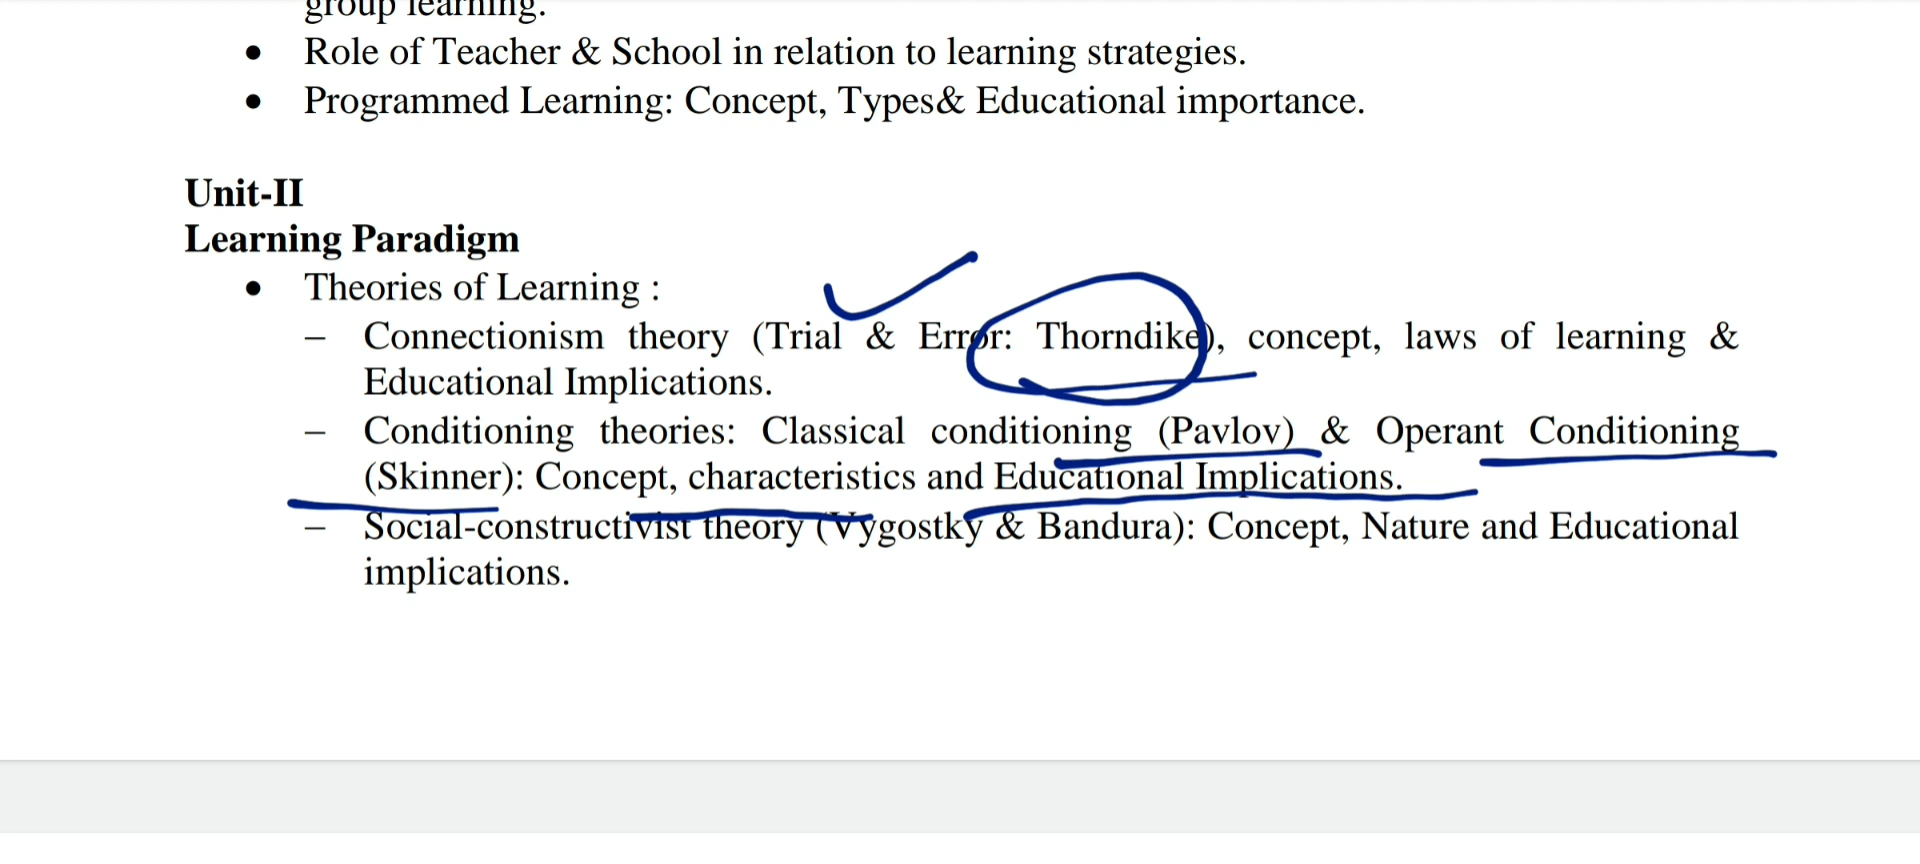 group learning.
• Role of Teacher & School in relation to learning strategies.
• Programmed Learning: Concept, Types& Educational importance.
Unit-II
Learning Paradigm
• Theories of Learning :
– Connectionism theory (Trial & Error: Thorndike), concept, laws of learning &
Educational Implications.
– Conditioning theories: Classical conditioning (Pavlov) & Operant Conditioning
(Skinner): Concept, characteristics and Educational Implications.
– Social-constructivist theory (Vygostky & Bandura): Concept, Nature and Educational
implications.